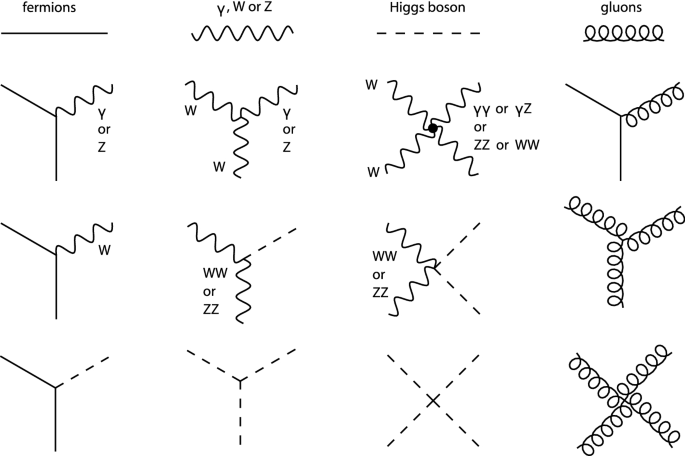 fermions
γ, W or Z
Higgs boson
gluons
γ
or
Z
W
γ
or
Z
W
W
W
γγ or γZ
or
ZZ or WW
W
WW
or
ZZ
WW
or
ZZ